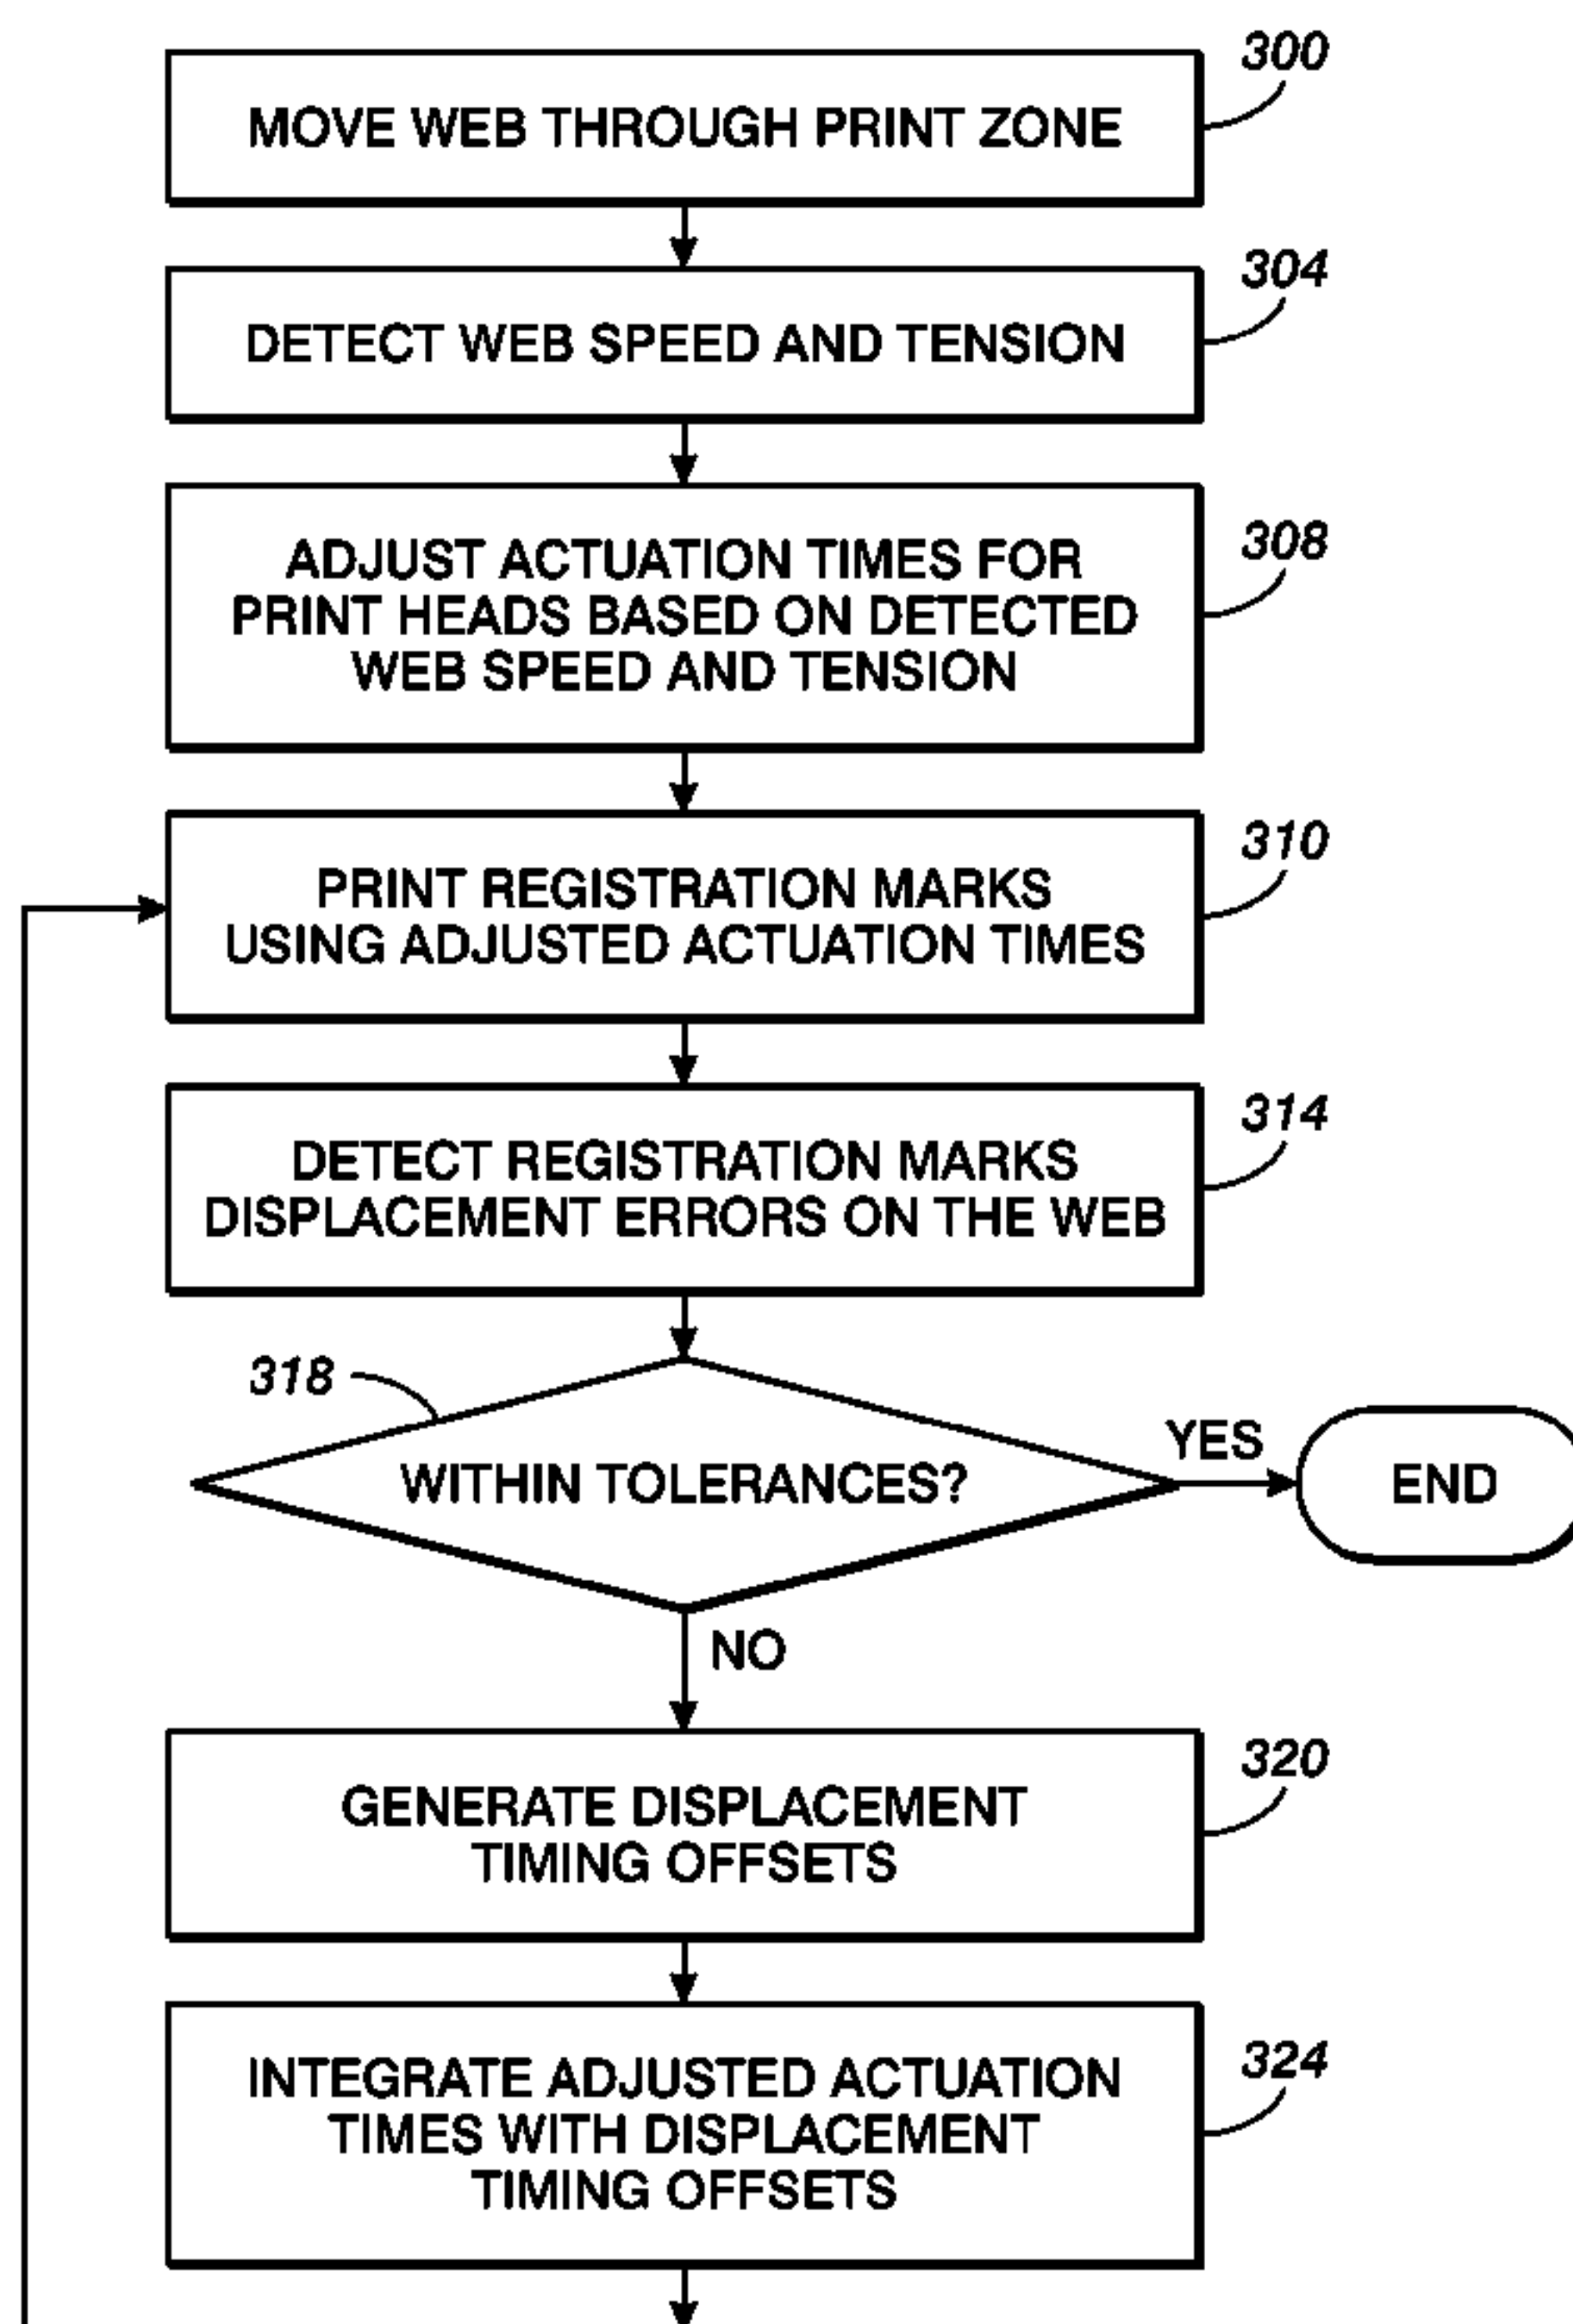 300
MOVE WEB THROUGH PRINT ZONE
304
DETECT WEB SPEED AND TENSION
308
ADJUST ACTUATION TIMES FOR
PRINT HEADS BASED ON DETECTED
WEB SPEED AND TENSION
310
PRINT REGISTRATION MARKS
USING ADJUSTED ACTUATION TIMES
314
DETECT REGISTRATION MARKS
DISPLACEMENT ERRORS ON THE WEB
318
WITHIN TOLERANCES?
YES
END
NO
320
GENERATE DISPLACEMENT
TIMING OFFSETS
324
INTEGRATE ADJUSTED ACTUATION
TIMES WITH DISPLACEMENT
TIMING OFFSETS